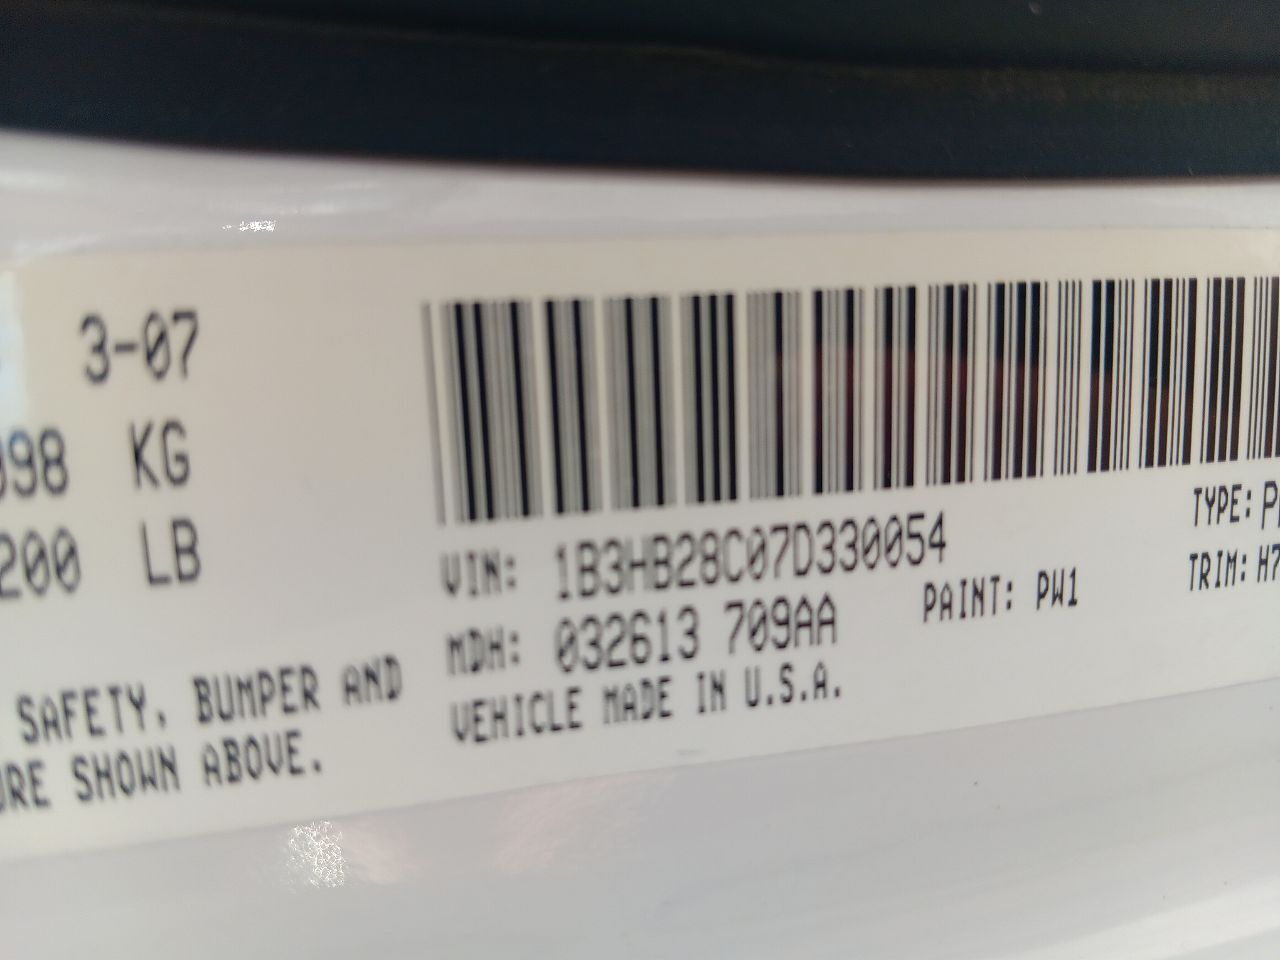 3-07
098 KG
200 LB
SAFETY, BUMPER AND
URE SHOWN ABOVE.
VIN: 1B3HB28C07D330054
TYPE:
MDH: 032613 709AA
PAINT: PW1
TRIM: H7
VEHICLE MADE IN U.S.A.